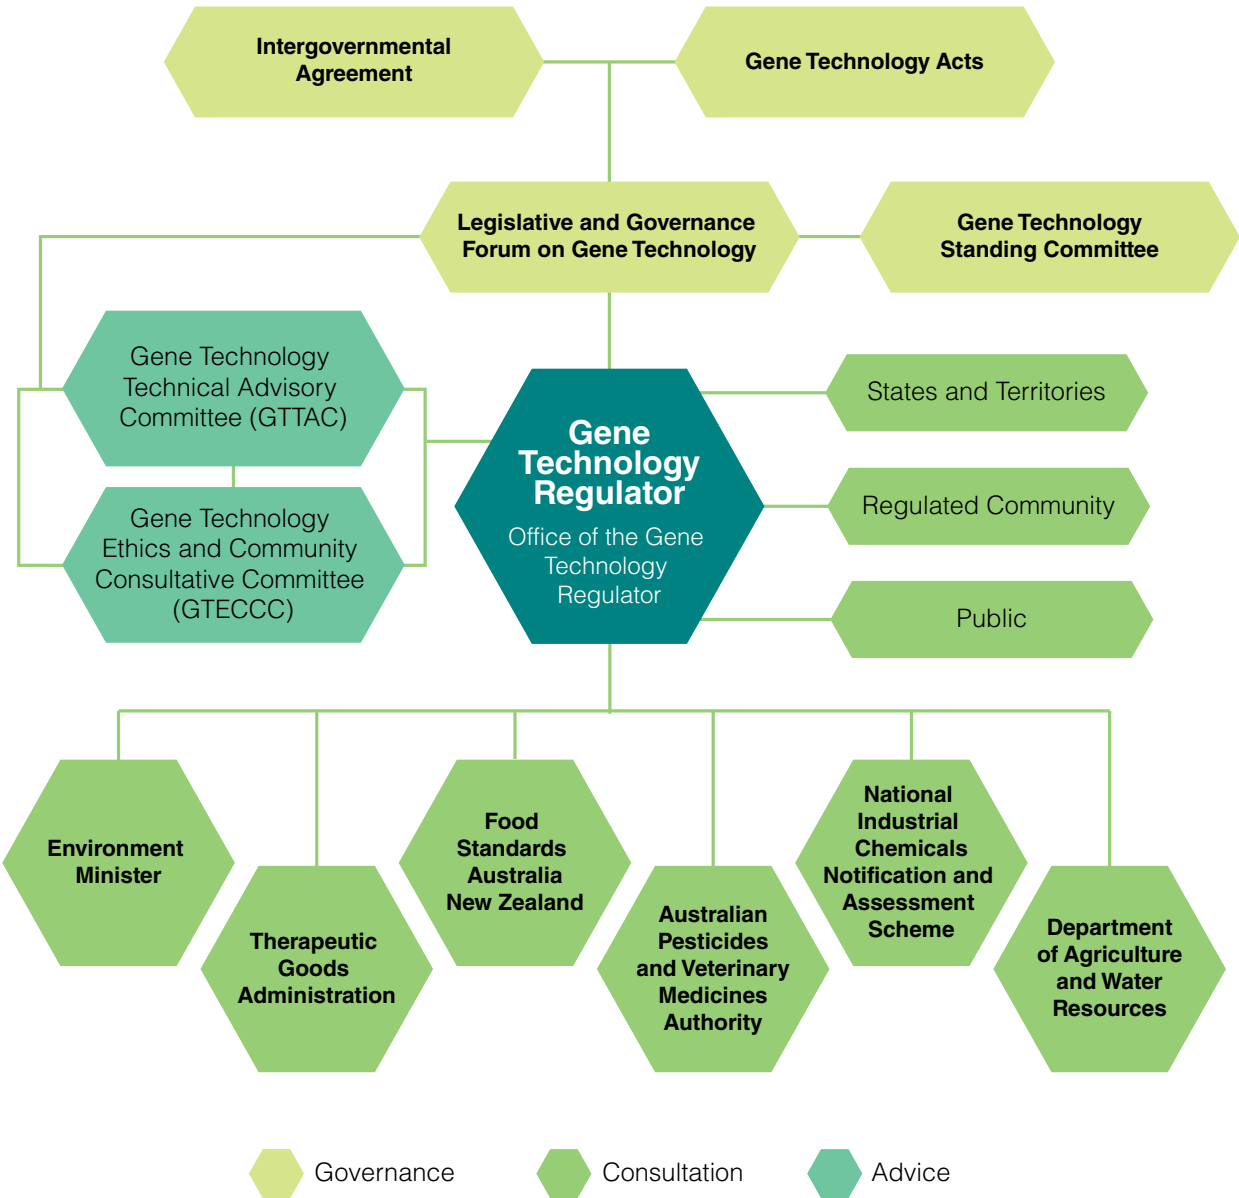 Intergovernmental
Agreement
Gene Technology Acts
Legislative and Governance
Forum on Gene Technology
Gene Technology
Standing Committee
Gene Technology
Technical Advisory
Committee (GTTAC)
Gene Technology
Ethics and Community
Consultative Committee
(GTECCC)
Gene
Technology
Regulator
Office of the Gene
Technology
Regulator
States and Territories
Regulated Community
Public
Environment
Minister
Therapeutic
Goods
Administration
Food
Standards
Australia
New Zealand
Australian
Pesticides
and Veterinary
Medicines
Authority
National
Industrial
Chemicals
Notification and
Assessment
Scheme
Department
of Agriculture
and Water
Resources
Governance
Consultation
Advice